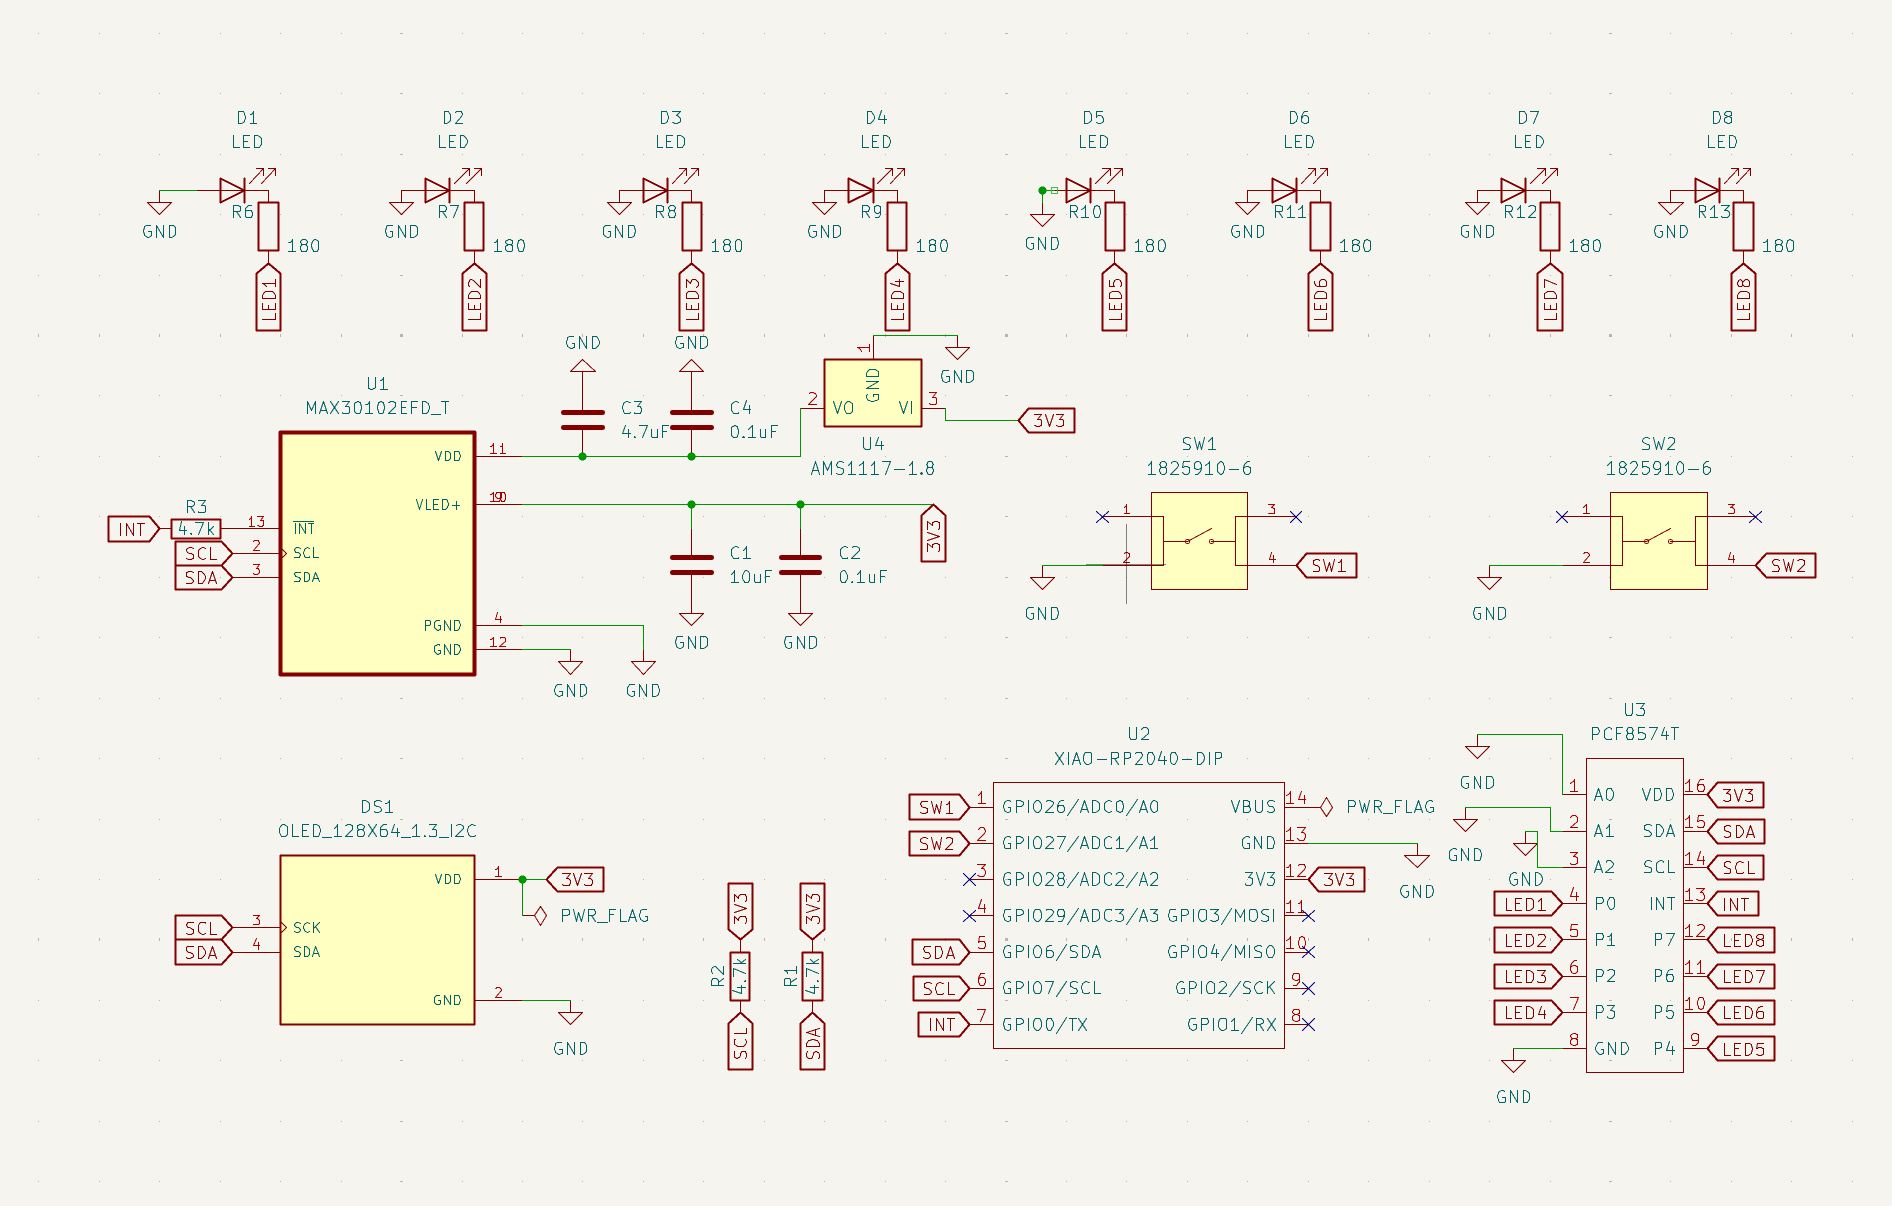 D1
LED
R6
180
GND
LED1
D2
LED
R7
180
GND
LED2
D3
LED
R8
180
GND
LED3
D4
LED
R9
180
GND
LED4
D5
LED
R10
180
GND
LED5
D6
LED
R11
180
GND
LED6
D7
LED
R12
180
GND
LED7
D8
LED
R13
180
GND
LED8
U1
MAX30102EFD_T
VDD
11
VLED+
10
INT
R3
4.7k
13
INT
SCL
2
SCL
SDA
3
SDA
PGND
4
GND
12
GND
GND
GND
C3
4.7uF
GND
C4
0.1uF
1
GND
2
VO
VI
3
GND
3V3
U4
AMS1117-1.8
C1
10uF
GND
C2
0.1uF
GND
3V3
SW1
1825910-6
1
3
2
4
SW1
GND
SW2
1825910-6
1
3
2
4
SW2
GND
DS1
OLED_128X64_1.3_I2C
VDD
1
3V3
PWR_FLAG
SCL
3
SCK
SDA
4
SDA
GND
2
GND
3V3
R2
4.7k
SCL
3V3
R1
4.7k
SDA
U2
XIAO-RP2040-DIP
SW1
1
GPIO26/ADC0/A0
VBUS
14
PWR_FLAG
SW2
2
GPIO27/ADC1/A1
GND
13
GND
3
GPIO28/ADC2/A2
3V3
12
3V3
4
GPIO29/ADC3/A3
GPIO3/MOSI
11
SDA
5
GPIO6/SDA
GPIO4/MISO
10
SCL
6
GPIO7/SCL
GPIO2/SCK
9
INT
7
GPIO0/TX
GPIO1/RX
8
U3
PCF8574T
GND
1
A0
VDD
16
3V3
GND
2
A1
SDA
15
SDA
GND
3
A2
SCL
14
SCL
LED1
4
P0
INT
13
INT
LED2
5
P1
P7
12
LED8
LED3
6
P2
P6
11
LED7
LED4
7
P3
P5
10
LED6
GND
8
GND
P4
9
LED5